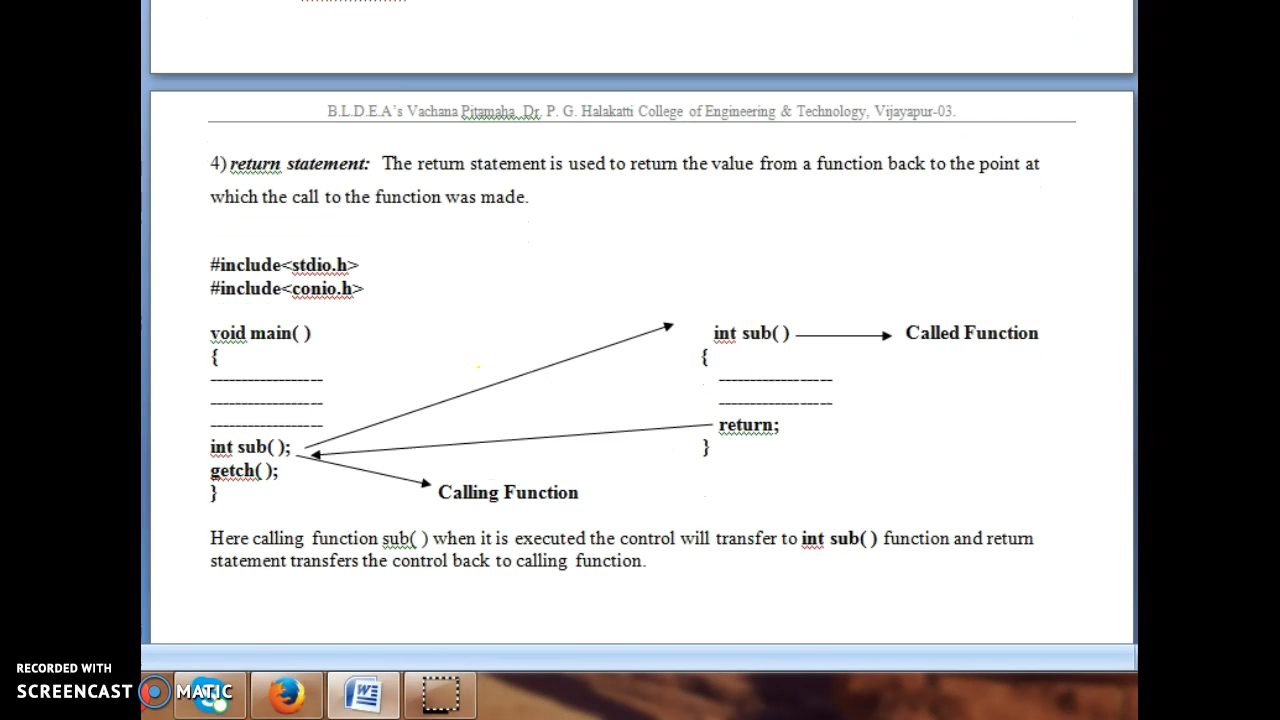 B.L.D.E.A's Vachana Pitamaha Dr. P. G. Halakatti College of Engineering & Technology, Vijayapur-03.
4) return statement: The return statement is used to return the value from a function back to the point at
which the call to the function was made.
#include<stdio.h>
#include<conio.h>
void main( )
{
------------------
------------------
------------------
int sub( );
getch( );
}
Calling Function
int sub( ) Called Function
{
------------------
------------------
return;
}
Here calling function sub( ) when it is executed the control will transfer to int sub( ) function and return
statement transfers the control back to calling function.
RECORDED WITH
SCREENCAST MATIC